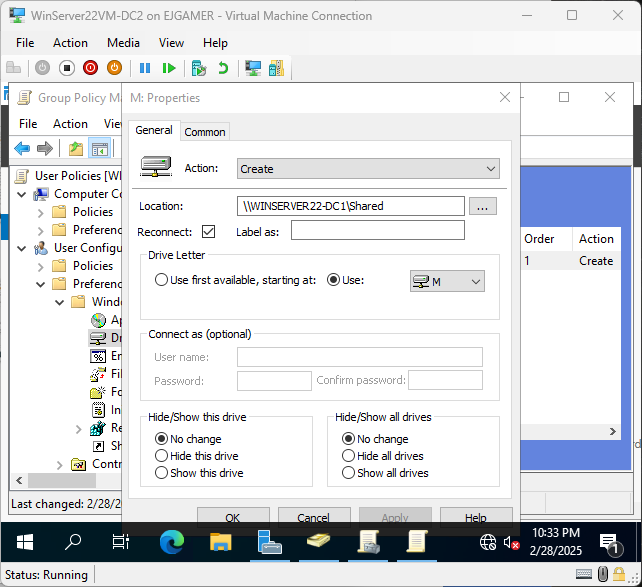 WinServer22VM-DC2 on EJGAMER - Virtual Machine Connection
File Action Media View Help
Group Policy Ma
M: Properties
File Action Vie
General Common
User Policies [WI
Action: Create
Computer Co
Policies
Location: \\WINSERVER22-DC1\Shared ...
Preferenc
Reconnect: Label as:
User Configu
Order Action
Policies
1 Create
Preferenc
Drive Letter
Use first available, starting at: Use: M
Windo
Ap
Dr
En
Fil
Fo
In
Re
Sh
Contr
Connect as (optional)
User name:
Password: Confirm password:
Hide/Show this drive Hide/Show all drives
No change No change
Hide this drive Hide all drives
Show this drive Show all drives
Last changed: 2/28/20
OK Cancel Apply Help
10:33 PM
2/28/2025
1
Status: Running